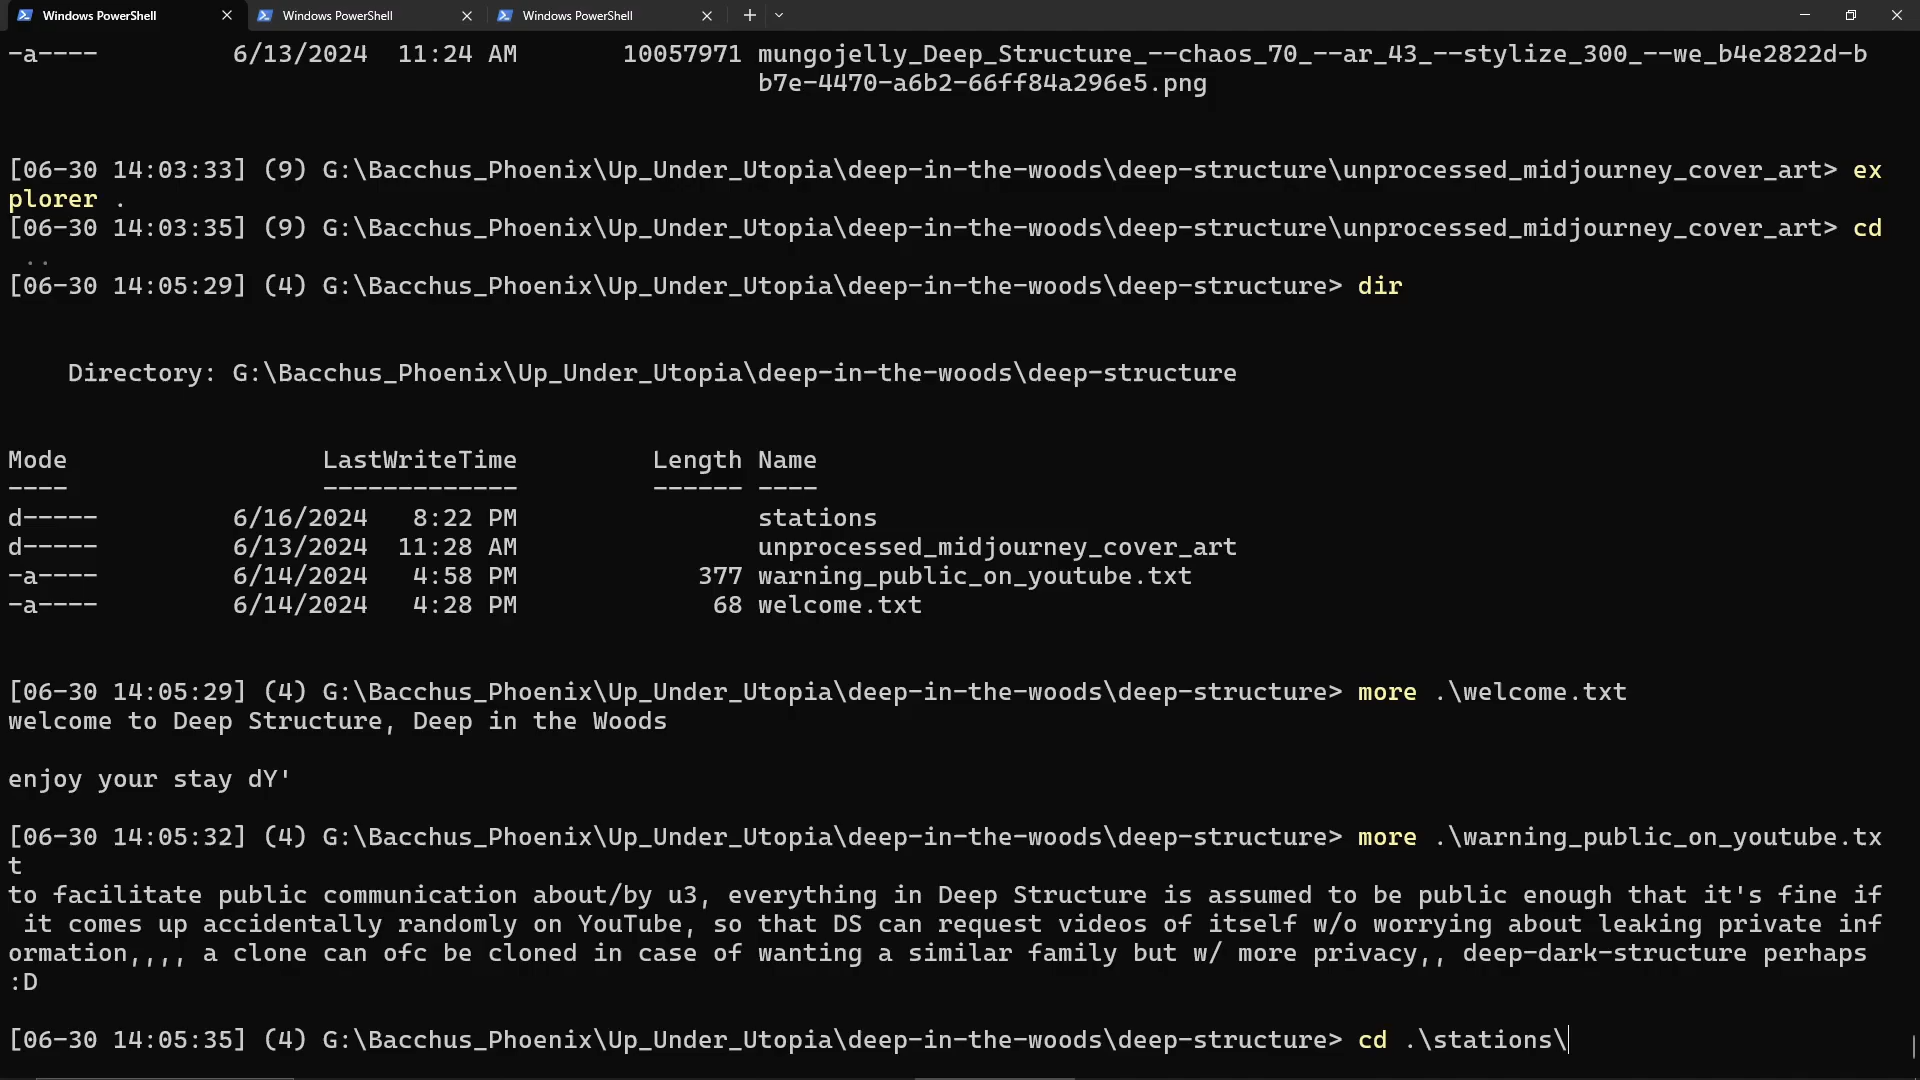 Windows PowerShell
Windows PowerShell
Windows PowerShell
-a---- 6/13/2024 11:24 AM 10057971 mungojelly_Deep_Structure_--chaos_70_--ar_43_--stylize_300_--we_b4e2822d-b
b7e-4470-a6b2-66ff84a296e5.png
[06-30 14:03:33] (9) G:\Bacchus_Phoenix\Up_Under_Utopia\deep-in-the-woods\deep-structure\unprocessed_midjourney_cover_art> ex
plorer .
[06-30 14:03:35] (9) G:\Bacchus_Phoenix\Up_Under_Utopia\deep-in-the-woods\deep-structure\unprocessed_midjourney_cover_art> cd
..
[06-30 14:05:29] (4) G:\Bacchus_Phoenix\Up_Under_Utopia\deep-in-the-woods\deep-structure> dir
Directory: G:\Bacchus_Phoenix\Up_Under_Utopia\deep-in-the-woods\deep-structure
Mode LastWriteTime Length Name
---- ------------- ------ ----
d----- 6/16/2024 8:22 PM stations
d----- 6/13/2024 11:28 AM unprocessed_midjourney_cover_art
-a---- 6/14/2024 4:58 PM 377 warning_public_on_youtube.txt
-a---- 6/14/2024 4:28 PM 68 welcome.txt
[06-30 14:05:29] (4) G:\Bacchus_Phoenix\Up_Under_Utopia\deep-in-the-woods\deep-structure> more .\welcome.txt
welcome to Deep Structure, Deep in the Woods
enjoy your stay dY'
[06-30 14:05:32] (4) G:\Bacchus_Phoenix\Up_Under_Utopia\deep-in-the-woods\deep-structure> more .\warning_public_on_youtube.tx
t
to facilitate public communication about/by u3, everything in Deep Structure is assumed to be public enough that it's fine if
it comes up accidentally randomly on YouTube, so that DS can request videos of itself w/o worrying about leaking private inf
ormation,,,, a clone can ofc be cloned in case of wanting a similar family but w/ more privacy,, deep-dark-structure perhaps
:D
[06-30 14:05:35] (4) G:\Bacchus_Phoenix\Up_Under_Utopia\deep-in-the-woods\deep-structure> cd .\stations\